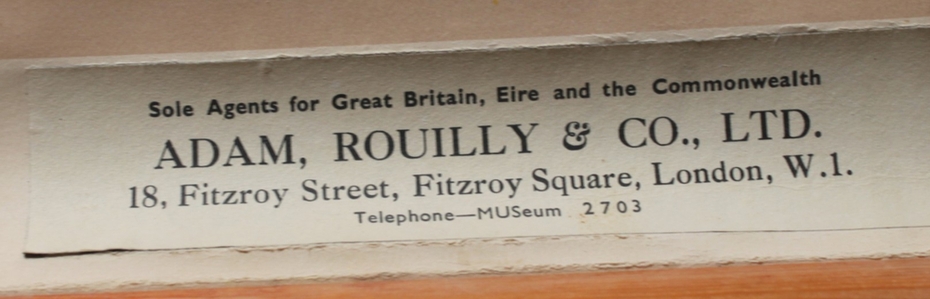 Sole Agents for Great Britain, Eire and the Commonwealth
ADAM, ROUILLY & CO., LTD.
18, Fitzroy Street, Fitzroy Square, London, W.1.
Telephone—MUSeum 2703